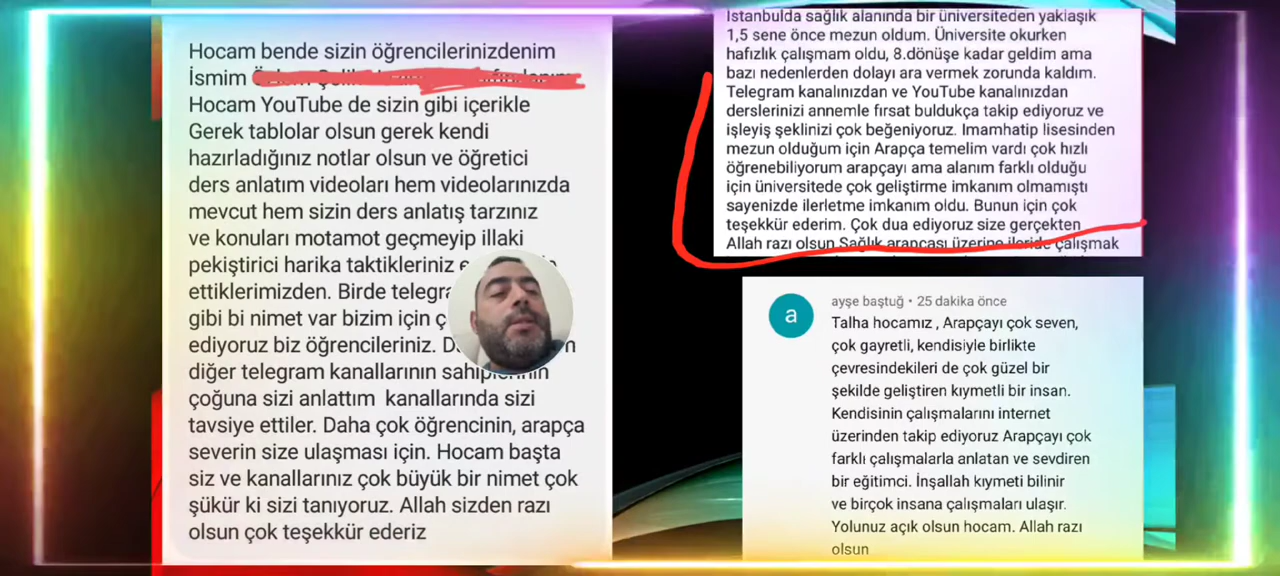 Hocam bende sizin öğrencilerinizdenim
İsmim
Hocam YouTube de sizin gibi içerikle
Gerek tablolar olsun gerek kendi
hazırladığınız notlar olsun ve öğretici
ders anlatım videoları hem videolarınızda
mevcut hem sizin ders anlatış tarzınız
ve konuları motamot geçmeyip illaki
pekiştirici harika taktikleriniz
ettiklerimizden. Birde
gibi bi nimet var bizim için
ediyoruz biz öğrencileriniz.
diğer telegram kanallarının sahiplerinin
çoğuna sizi anlattım kanallarında sizi
tavsiye ettiler. Daha çok öğrencinin, arapça
severin size ulaşması için. Hocam başta
siz ve kanallarınız çok büyük bir nimet çok
şükür ki sizi tanıyoruz. Allah sizden razı
olsun çok teşekkür ederiz
İstanbulda sağlık alanında bir üniversiteden yaklaşık
1,5 sene önce mezun oldum. Üniversite okurken
hafızlık çalışmam oldu, 8.dönüşe kadar geldim ama
bazı nedenlerden dolayı ara vermek zorunda kaldım.
Telegram kanalınızdan ve YouTube kanalınızdan
derslerinizi annemle fırsat buldukça takip ediyoruz ve
işleyiş şeklinizi çok beğeniyoruz. Imamhatip lisesinden
mezun olduğum için Arapça temelim vardı çok hızlı
öğrenebiliyorum arapçayı ama alanım farklı olduğu
için üniversitede çok geliştirme imkanım olmamıştı
sayenizde ilerletme imkanım oldu. Bunun için çok
teşekkür ederim. Çok dua ediyoruz size gerçekten
Allah razı olsun Sağlık arapçası üzerine ileride çalışmak
a
ayşe baştuğ • 25 dakika önce
Talha hocamız , Arapçayı çok seven,
çok gayretli, kendisiyle birlikte
çevresindekileri de çok güzel bir
şekilde geliştiren kıymetli bir insan.
Kendisinin çalışmalarını internet
üzerinden takip ediyoruz Arapçayı çok
farklı çalışmalarla anlatan ve sevdiren
bir eğitimci. İnşallah kıymeti bilinir
ve birçok insana çalışmaları ulaşır.
Yolunuz açık olsun hocam. Allah razı
olsun